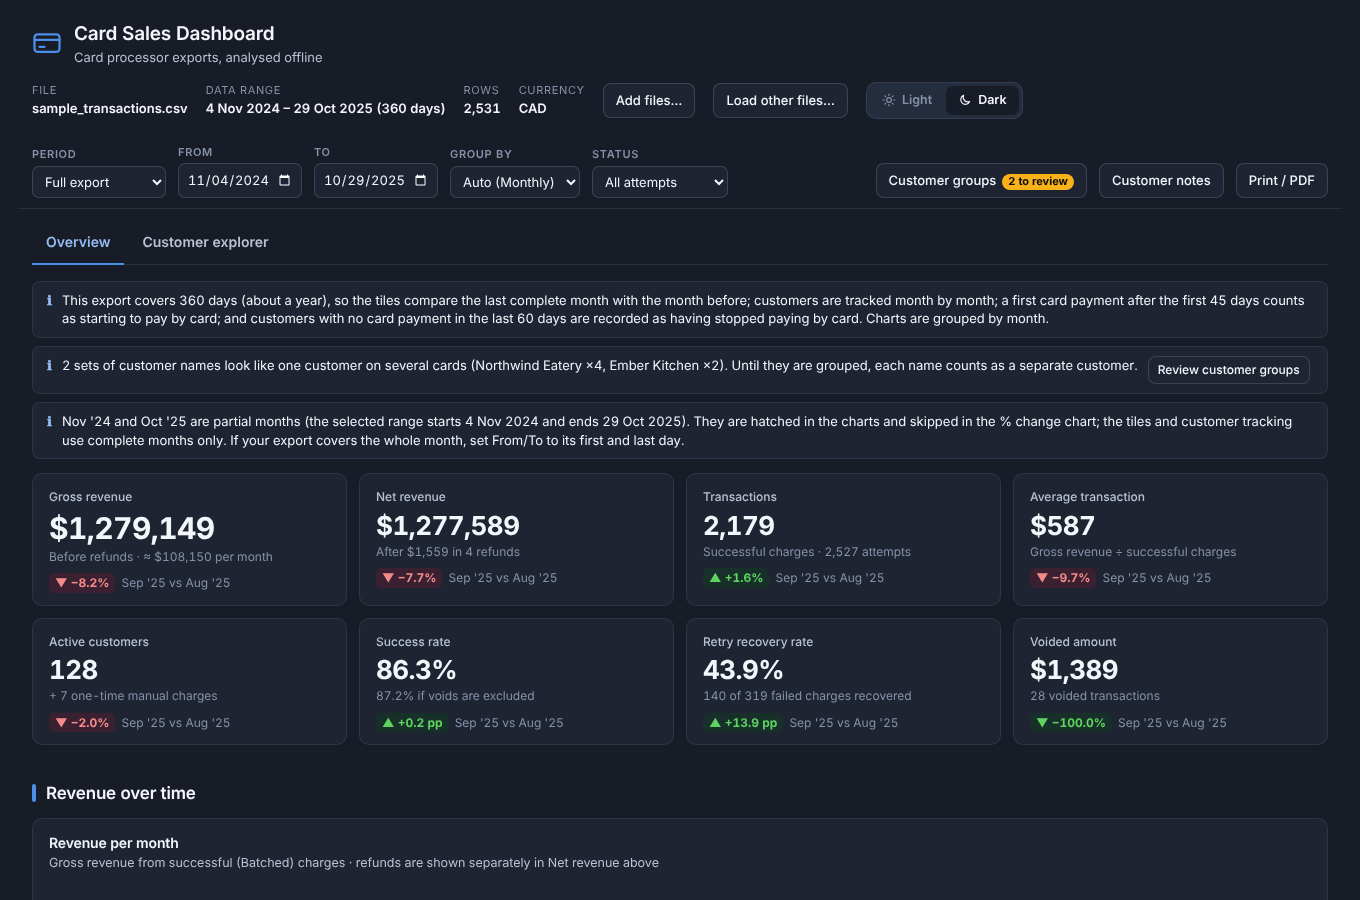 Card Sales Dashboard
Card processor exports, analysed offline
FILE
sample_transactions.csv
DATA RANGE
4 Nov 2024 – 29 Oct 2025 (360 days)
ROWS
2,531
CURRENCY
CAD
Add files...
Load other files...
Light
Dark
PERIOD
Full export
FROM
11/04/2024
TO
10/29/2025
GROUP BY
Auto (Monthly)
STATUS
All attempts
Customer groups 2 to review
Customer notes
Print / PDF
Overview
Customer explorer
ℹ This export covers 360 days (about a year), so the tiles compare the last complete month with the month before; customers are tracked month by month; a first card payment after the first 45 days counts
as starting to pay by card; and customers with no card payment in the last 60 days are recorded as having stopped paying by card. Charts are grouped by month.
ℹ 2 sets of customer names look like one customer on several cards (Northwind Eatery ×4, Ember Kitchen ×2). Until they are grouped, each name counts as a separate customer.
Review customer groups
ℹ Nov '24 and Oct '25 are partial months (the selected range starts 4 Nov 2024 and ends 29 Oct 2025). They are hatched in the charts and skipped in the % change chart; the tiles and customer tracking
use complete months only. If your export covers the whole month, set From/To to its first and last day.
Gross revenue
$1,279,149
Before refunds · ≈ $108,150 per month
▼ −8.2% Sep '25 vs Aug '25
Net revenue
$1,277,589
After $1,559 in 4 refunds
▼ −7.7% Sep '25 vs Aug '25
Transactions
2,179
Successful charges · 2,527 attempts
▲ +1.6% Sep '25 vs Aug '25
Average transaction
$587
Gross revenue ÷ successful charges
▼ −9.7% Sep '25 vs Aug '25
Active customers
128
+ 7 one-time manual charges
▼ −2.0% Sep '25 vs Aug '25
Success rate
86.3%
87.2% if voids are excluded
▲ +0.2 pp Sep '25 vs Aug '25
Retry recovery rate
43.9%
140 of 319 failed charges recovered
▲ +13.9 pp Sep '25 vs Aug '25
Voided amount
$1,389
28 voided transactions
▼ −100.0% Sep '25 vs Aug '25
Revenue over time
Revenue per month
Gross revenue from successful (Batched) charges · refunds are shown separately in Net revenue above